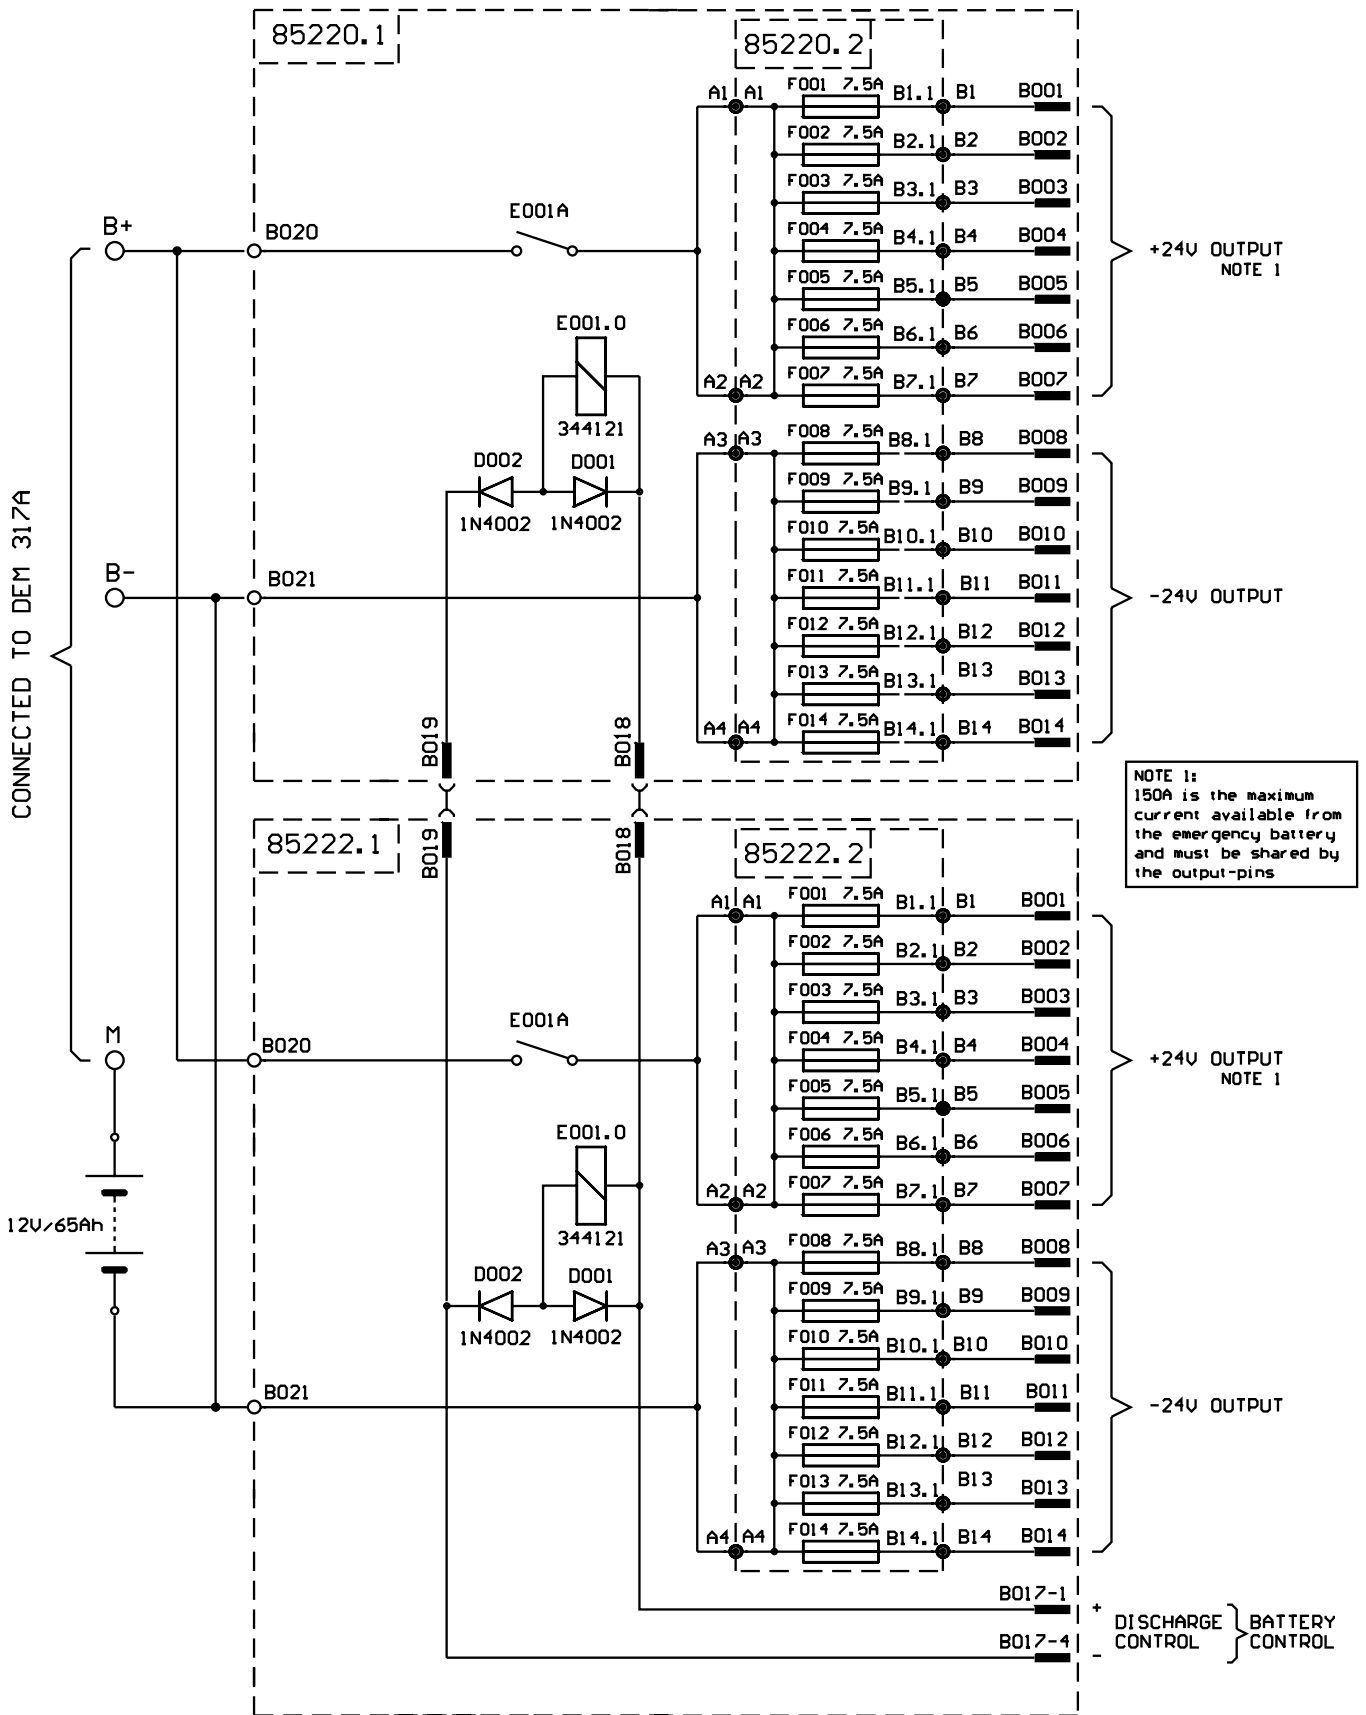 85220.1
85220.2
A1 A1 F001 7.5A B1.1 B1 B001
F002 7.5A B2.1 B2 B002
F003 7.5A B3.1 B3 B003
B+ B020 E001A F004 7.5A B4.1 B4 B004 +24V OUTPUT
NOTE 1
F005 7.5A B5.1 B5 B005
E001.0 F006 7.5A B6.1 B6 B006
A2 A2 F007 7.5A B7.1 B7 B007
344121
A3 A3 F008 7.5A B8.1 B8 B008
D002 D001 F009 7.5A B9.1 B9 B009
1N4002 1N4002 F010 7.5A B10.1 B10 B010
B- B021 F011 7.5A B11.1 B11 B011 -24V OUTPUT
F012 7.5A B12.1 B12 B012
F013 7.5A B13.1 B13 B013
A4 A4 F014 7.5A B14.1 B14 B014
B019 B018
CONNECTED TO DEM 317A
NOTE 1:
150A is the maximum
current available from
the emergency battery
and must be shared by
the output-pins
85222.1
B019 B018
85222.2
A1 A1 F001 7.5A B1.1 B1 B001
F002 7.5A B2.1 B2 B002
F003 7.5A B3.1 B3 B003
M B020 E001A F004 7.5A B4.1 B4 B004 +24V OUTPUT
NOTE 1
F005 7.5A B5.1 B5 B005
E001.0 F006 7.5A B6.1 B6 B006
A2 A2 F007 7.5A B7.1 B7 B007
12V/65Ah
344121
A3 A3 F008 7.5A B8.1 B8 B008
D002 D001 F009 7.5A B9.1 B9 B009
1N4002 1N4002 F010 7.5A B10.1 B10 B010
B021 F011 7.5A B11.1 B11 B011 -24V OUTPUT
F012 7.5A B12.1 B12 B012
F013 7.5A B13.1 B13 B013
A4 A4 F014 7.5A B14.1 B14 B014
B017-1 +
DISCHARGE
CONTROL
BATTERY
CONTROL
B017-4 -